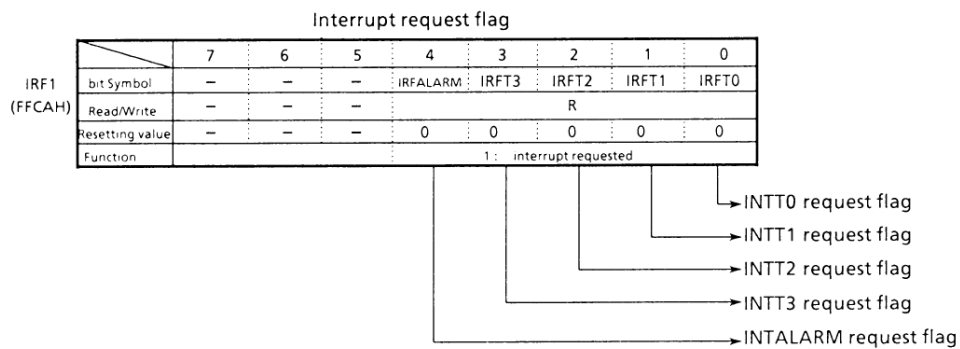 Interrupt request flag
7 6 5 4 3 2 1 0
IRF1 bit Symbol – – – IRFALARM IRFT3 IRFT2 IRFT1 IRFT0
(FFCAH) Read/Write – – – R
Resetting value – – – 0 0 0 0 0
Function 1 : interrupt requested
INTT0 request flag
INTT1 request flag
INTT2 request flag
INTT3 request flag
INTALARM request flag